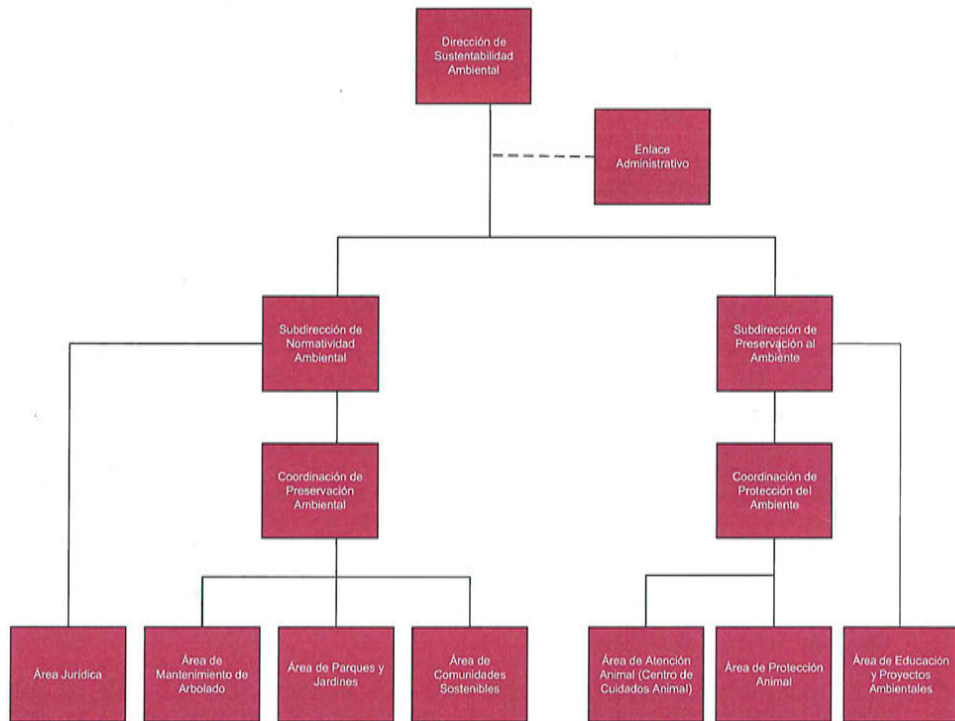 Dirección de
Sustentabilidad
Ambiental
Enlace
Administrativo
Subdirección de
Normatividad
Ambiental
Subdirección de
Preservación al
Ambiente
Coordinación de
Preservación
Ambiental
Coordinación de
Protección del
Ambiente
Área Jurídica
Área de
Mantenimiento de
Arbolado
Área de Parques y
Jardines
Área de
Comunidades
Sostenibles
Área de Atención
Animal (Centro de
Cuidados Animal)
Área de Protección
Animal
Área de Educación
y Proyectos
Ambientales